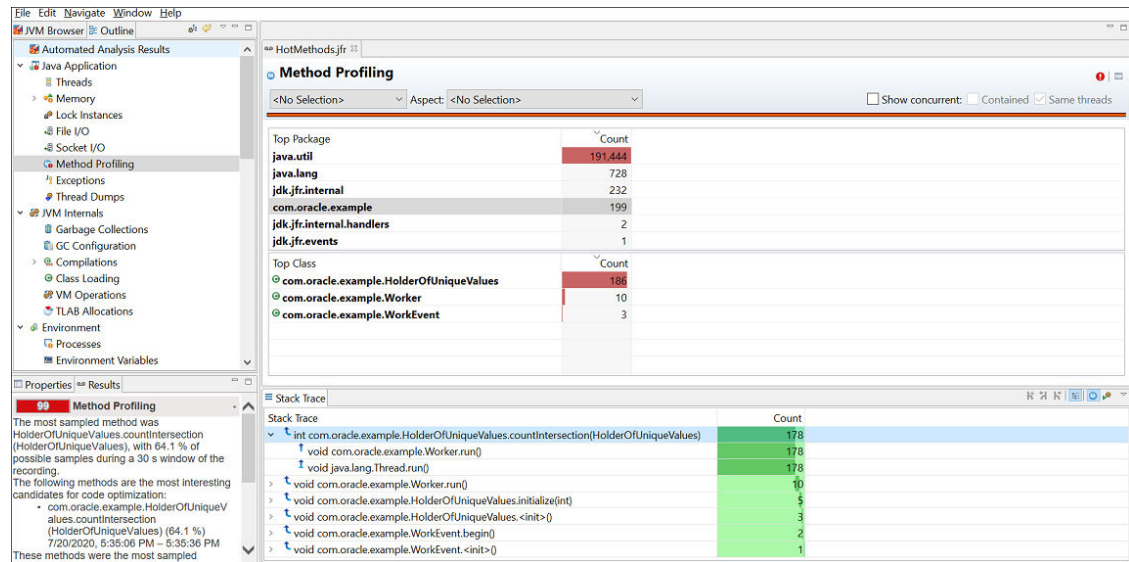 File Edit Navigate Window Help
JVM Browser Outline
Automated Analysis Results
Java Application
Threads
Memory
Lock Instances
File I/O
Socket I/O
Method Profiling
Exceptions
Thread Dumps
JVM Internals
Garbage Collections
GC Configuration
Compilations
Class Loading
VM Operations
TLAB Allocations
Environment
Processes
Environment Variables
Properties Results
99 Method Profiling
The most sampled method was
HolderOfUniqueValues.countIntersection
(HolderOfUniqueValues), with 64.1 % of
possible samples during a 30 s window of the
recording.
The following methods are the most interesting
candidates for code optimization:
• com.oracle.example.HolderOfUniqueV
alues.countIntersection
(HolderOfUniqueValues) (64.1 %)
7/20/2020, 5:35:06 PM – 5:35:36 PM
These methods were the most sampled
HotMethods.jfr
Method Profiling
<No Selection> Aspect: <No Selection> Show concurrent: Contained Same threads
Top Package Count
java.util 191,444
java.lang 728
jdk.jfr.internal 232
com.oracle.example 199
jdk.jfr.internal.handlers 2
jdk.jfr.events 1
Top Class Count
com.oracle.example.HolderOfUniqueValues 186
com.oracle.example.Worker 10
com.oracle.example.WorkEvent 3
Stack Trace
Stack Trace Count
int com.oracle.example.HolderOfUniqueValues.countIntersection(HolderOfUniqueValues) 178
void com.oracle.example.Worker.run() 178
void java.lang.Thread.run() 178
void com.oracle.example.Worker.run() 10
void com.oracle.example.HolderOfUniqueValues.initialize(int) 5
void com.oracle.example.HolderOfUniqueValues.<init>() 3
void com.oracle.example.WorkEvent.begin() 2
void com.oracle.example.WorkEvent.<init>() 1